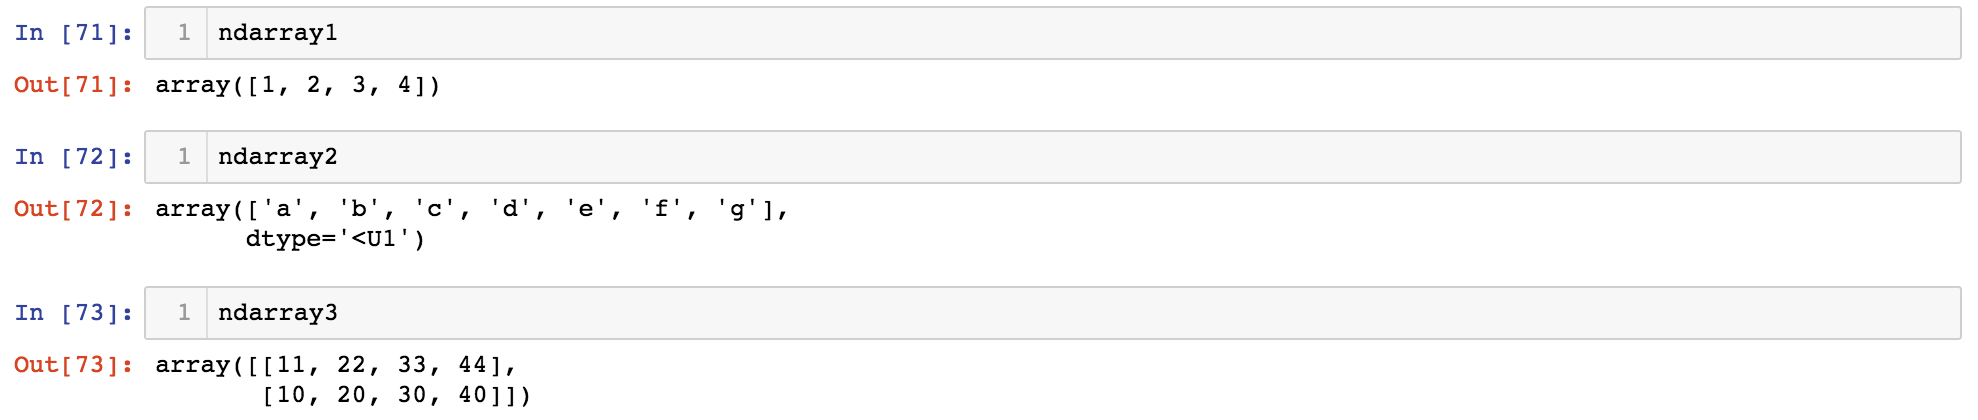 In [71]: 1 ndarray1
Out[71]: array([1, 2, 3, 4])
In [72]: 1 ndarray2
Out[72]: array(['a', 'b', 'c', 'd', 'e', 'f', 'g'],
dtype='<U1')
In [73]: 1 ndarray3
Out[73]: array([[11, 22, 33, 44],
[10, 20, 30, 40]])